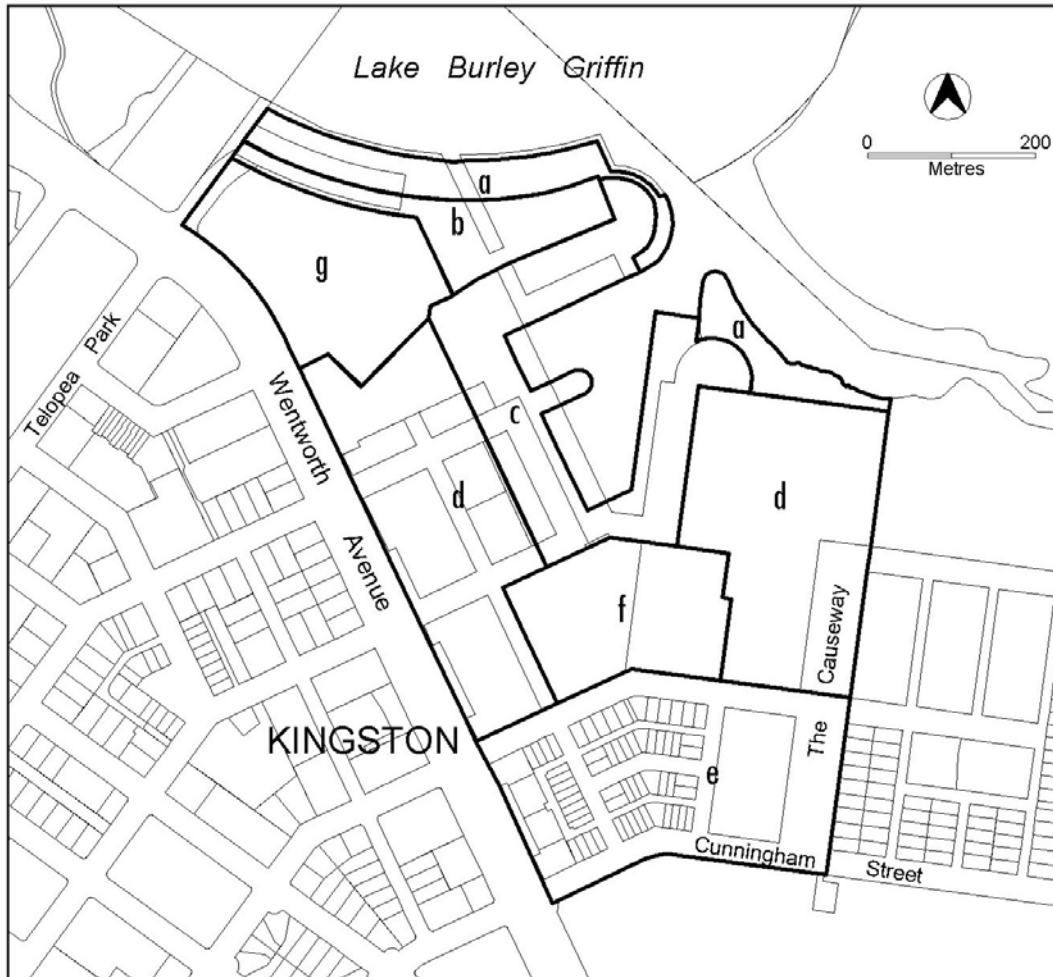 Lake Burley Griffin
0 200
Metres
a
b
g
a
Telopea Park
Wentworth
Avenue
c
d
d
f
Causeway
The
KINGSTON
e
Cunningham
Street